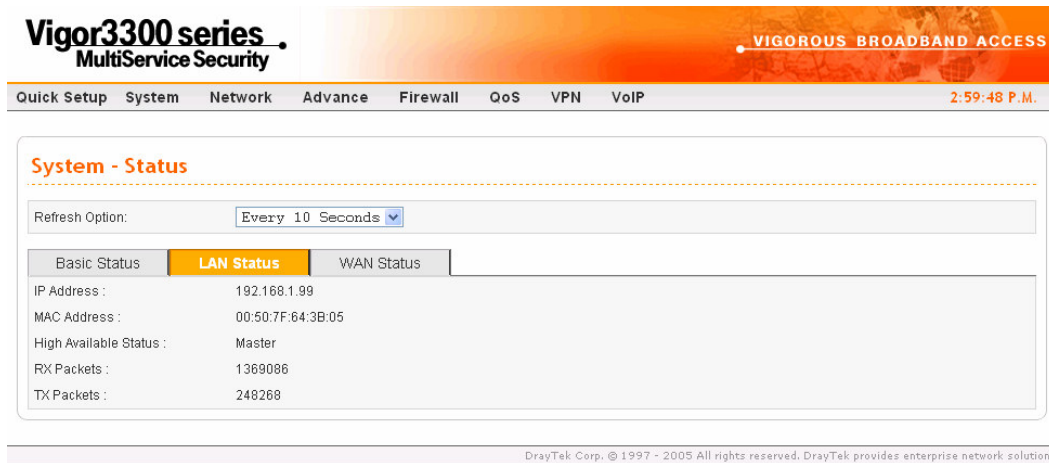 Vigor3300 series
MultiService Security
VIGOROUS BROADBAND ACCESS
Quick Setup System Network Advance Firewall QoS VPN VoIP 2:59:48 P.M.
System - Status
Refresh Option: Every 10 Seconds
Basic Status LAN Status WAN Status
IP Address : 192.168.1.99
MAC Address : 00:50:7F:64:3B:05
High Available Status : Master
RX Packets : 1369086
TX Packets : 248268
DrayTek Corp. © 1997 - 2005 All rights reserved. DrayTek provides enterprise network solution